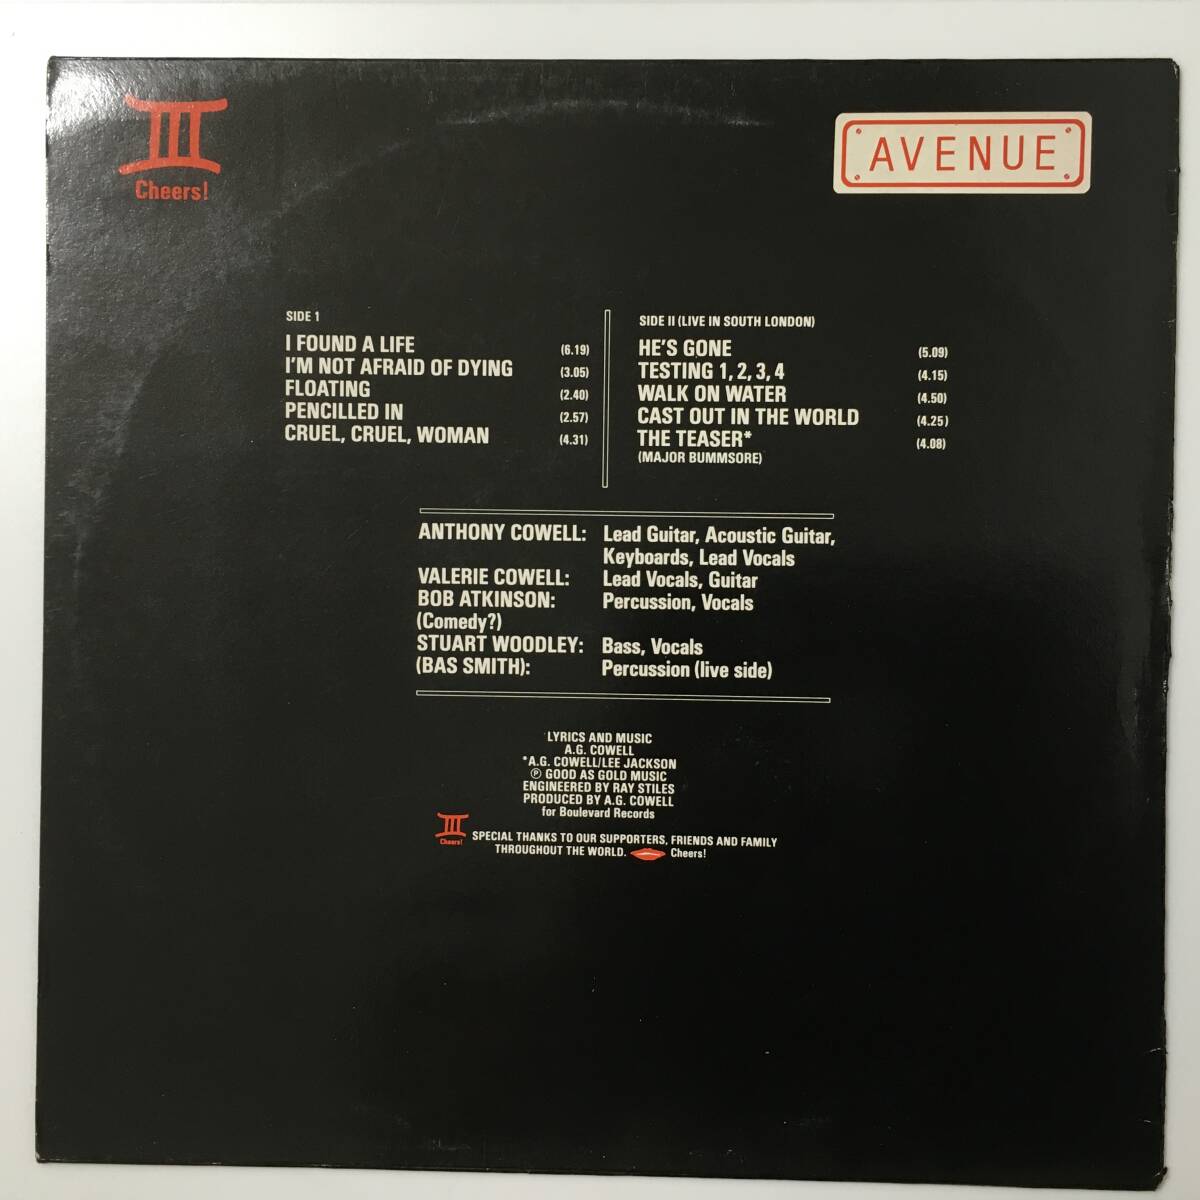 III
Cheers!
AVENUE
SIDE 1
I FOUND A LIFE (6.19)
I'M NOT AFRAID OF DYING (3.05)
FLOATING (2.40)
PENCILLED IN (2.57)
CRUEL, CRUEL, WOMAN (4.31)
SIDE II (LIVE IN SOUTH LONDON)
HE'S GONE (5.09)
TESTING 1, 2, 3, 4 (4.15)
WALK ON WATER (4.50)
CAST OUT IN THE WORLD (4.25)
THE TEASER* (4.08)
(MAJOR BUMMSORE)
ANTHONY COWELL: Lead Guitar, Acoustic Guitar,
Keyboards, Lead Vocals
VALERIE COWELL: Lead Vocals, Guitar
BOB ATKINSON: Percussion, Vocals
(Comedy?)
STUART WOODLEY: Bass, Vocals
(BAS SMITH): Percussion (live side)
LYRICS AND MUSIC
A.G. COWELL
*A.G. COWELL/LEE JACKSON
℗ GOOD AS GOLD MUSIC
ENGINEERED BY RAY STILES
PRODUCED BY A.G. COWELL
for Boulevard Records
III
Cheers!
SPECIAL THANKS TO OUR SUPPORTERS, FRIENDS AND FAMILY
THROUGHOUT THE WORLD. Cheers!